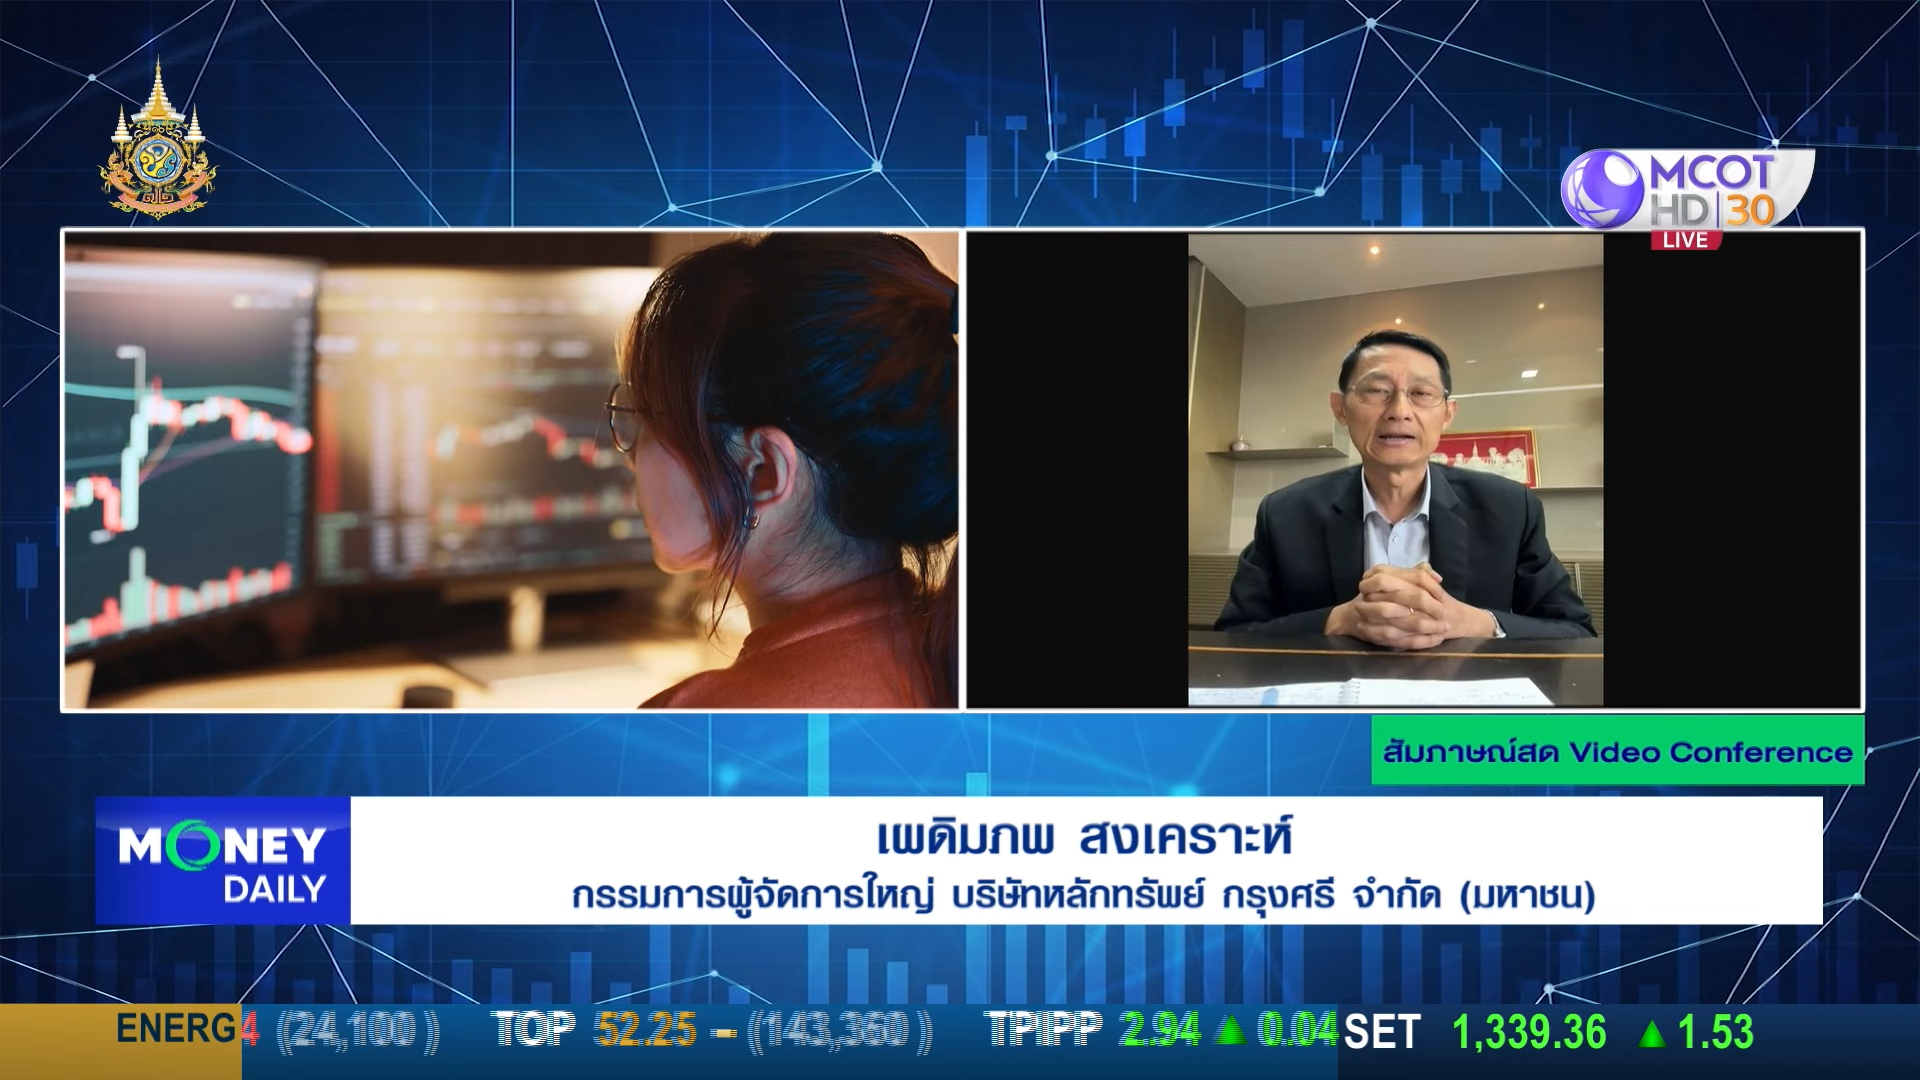 MCOT
HD 30
LIVE
สัมภาษณ์สด Video Conference
MONEY
DAILY
เผดิมภพ สงเคราะห์
กรรมการผู้จัดการใหญ่ บริษัทหลักทรัพย์ กรุงศรี จำกัด (มหาชน)
ENERG 4 (24,100) TOP 52.25 – (143,360) TPIPP 2.94 ▲ 0.04 SET 1,339.36 ▲ 1.53